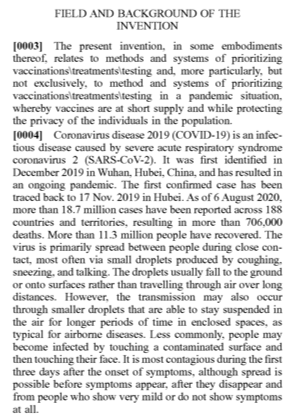 FIELD AND BACKGROUND OF THE
INVENTION
[0003] The present invention, in some embodiments
thereof, relates to methods and systems of prioritizing
vaccinations\treatments\testing and, more particularly, but
not exclusively, to method and systems of prioritizing
vaccinations\treatments\testing in a pandemic situation,
whereby vaccines are at short supply and while protecting
the privacy of the individuals in the population.
[0004] Coronavirus disease 2019 (COVID-19) is an infec-
tious disease caused by severe acute respiratory syndrome
coronavirus 2 (SARS-CoV-2). It was first identified in
December 2019 in Wuhan, Hubei, China, and has resulted in
an ongoing pandemic. The first confirmed case has been
traced back to 17 Nov. 2019 in Hubei. As of 6 August 2020,
more than 18.7 million cases have been reported across 188
countries and territories, resulting in more than 706,000
deaths. More than 11.3 million people have recovered. The
virus is primarily spread between people during close con-
tact, most often via small droplets produced by coughing,
sneezing, and talking. The droplets usually fall to the ground
or onto surfaces rather than travelling through air over long
distances. However, the transmission may also occur
through smaller droplets that are able to stay suspended in
the air for longer periods of time in enclosed spaces, as
typical for airborne diseases. Less commonly, people may
become infected by touching a contaminated surface and
then touching their face. It is most contagious during the first
three days after the onset of symptoms, although spread is
possible before symptoms appear, after they disappear and
from people who show very mild or do not show symptoms
at all.